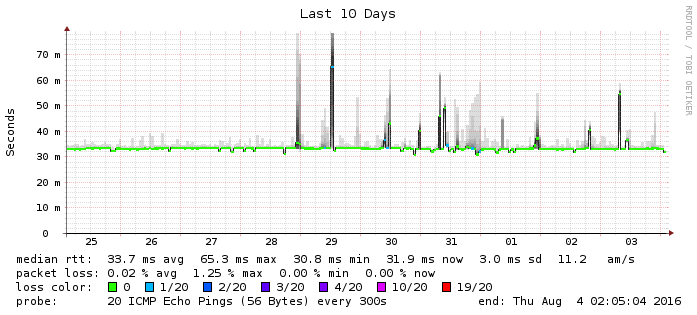 Last 10 Days
RRDTOOL / TOBI OETIKER
Seconds
70 m
60 m
50 m
40 m
30 m
20 m
10 m
0
25 26 27 28 29 30 31 01 02 03
median rtt: 33.7 ms avg 65.3 ms max 30.8 ms min 31.9 ms now 3.0 ms sd 11.2 am/s
packet loss: 0.02 % avg 1.25 % max 0.00 % min 0.00 % now
loss color: 0 1/20 2/20 3/20 4/20 10/20 19/20
probe: 20 ICMP Echo Pings (56 Bytes) every 300s end: Thu Aug 4 02:05:04 2016